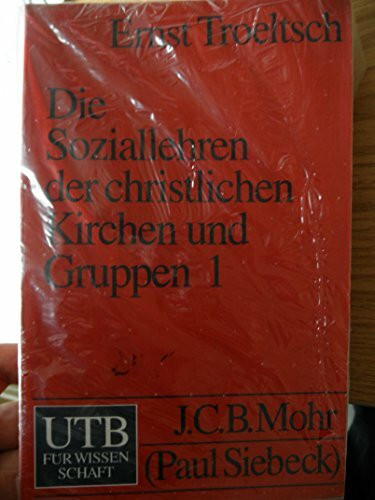 Ernst Troeltsch
Die
Soziallehren
der christlichen
Kirchen und
Gruppen 1
UTB
FÜR WISSEN
SCHAFT
J.C.B.Mohr
(Paul Siebeck)